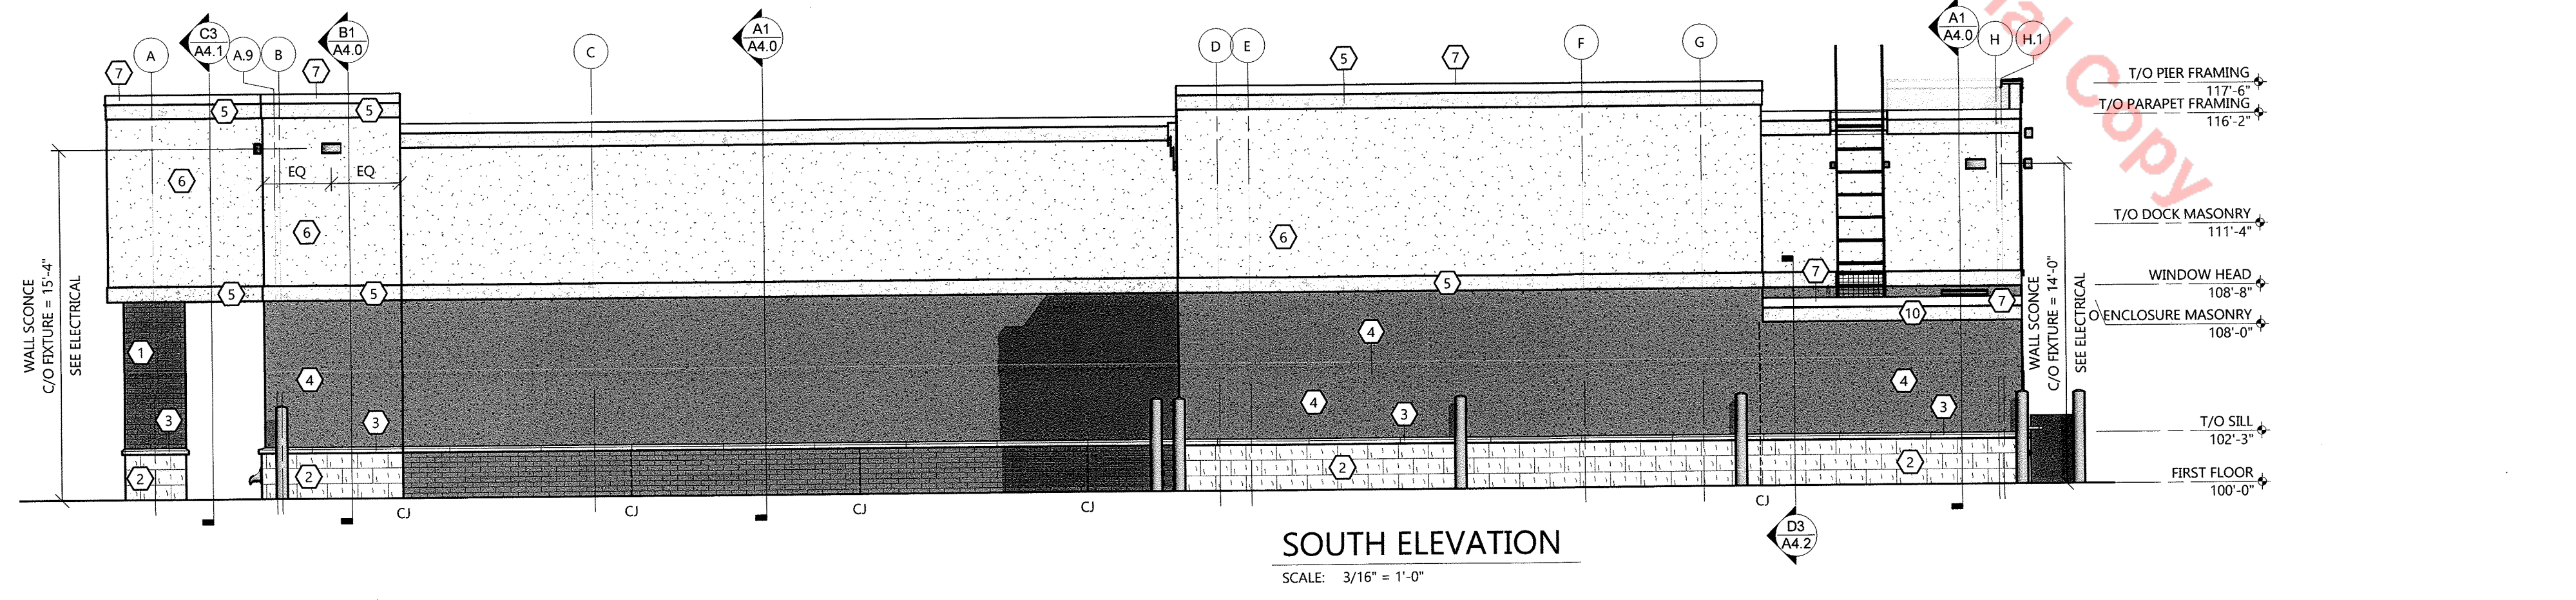 C3
A4.1
B1
A4.0
A1
A4.0
A1
A4.0
A
A.9
B
C
D
E
F
G
H
H.1
7
7
5
7
5
5
6
EQ
EQ
6
6
5
5
5
7
7
10
1
4
3
3
4
4
3
4
3
2
2
2
2
WALL SCONCE
C/O FIXTURE = 15'-4"
SEE ELECTRICAL
WALL SCONCE
C/O FIXTURE = 14'-0"
SEE ELECTRICAL
T/O PIER FRAMING
117'-6"
T/O PARAPET FRAMING
116'-2"
T/O DOCK MASONRY
111'-4"
WINDOW HEAD
108'-8"
O ENCLOSURE MASONRY
108'-0"
T/O SILL
102'-3"
FIRST FLOOR
100'-0"
CJ
CJ
CJ
CJ
CJ
D3
A4.2
SOUTH ELEVATION
SCALE: 3/16" = 1'-0"
Copy